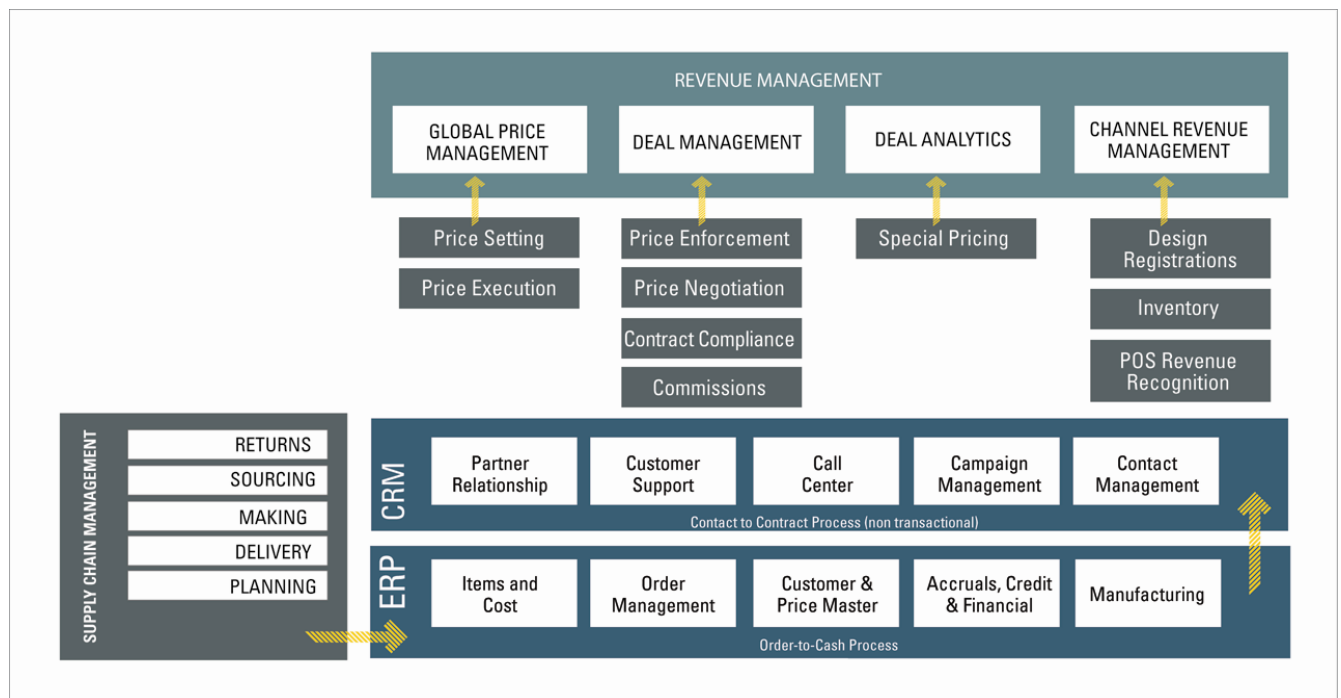 REVENUE MANAGEMENT
GLOBAL PRICE
MANAGEMENT
DEAL MANAGEMENT
DEAL ANALYTICS
CHANNEL REVENUE
MANAGEMENT
Price Setting
Price Execution
Price Enforcement
Price Negotiation
Contract Compliance
Commissions
Special Pricing
Design
Registrations
Inventory
POS Revenue
Recognition
SUPPLY CHAIN MANAGEMENT
RETURNS
SOURCING
MAKING
DELIVERY
PLANNING
CRM
Partner
Relationship
Customer
Support
Call
Center
Campaign
Management
Contact
Management
Contact to Contract Process (non transactional)
ERP
Items and
Cost
Order
Management
Customer &
Price Master
Accruals, Credit
& Financial
Manufacturing
Order-to-Cash Process